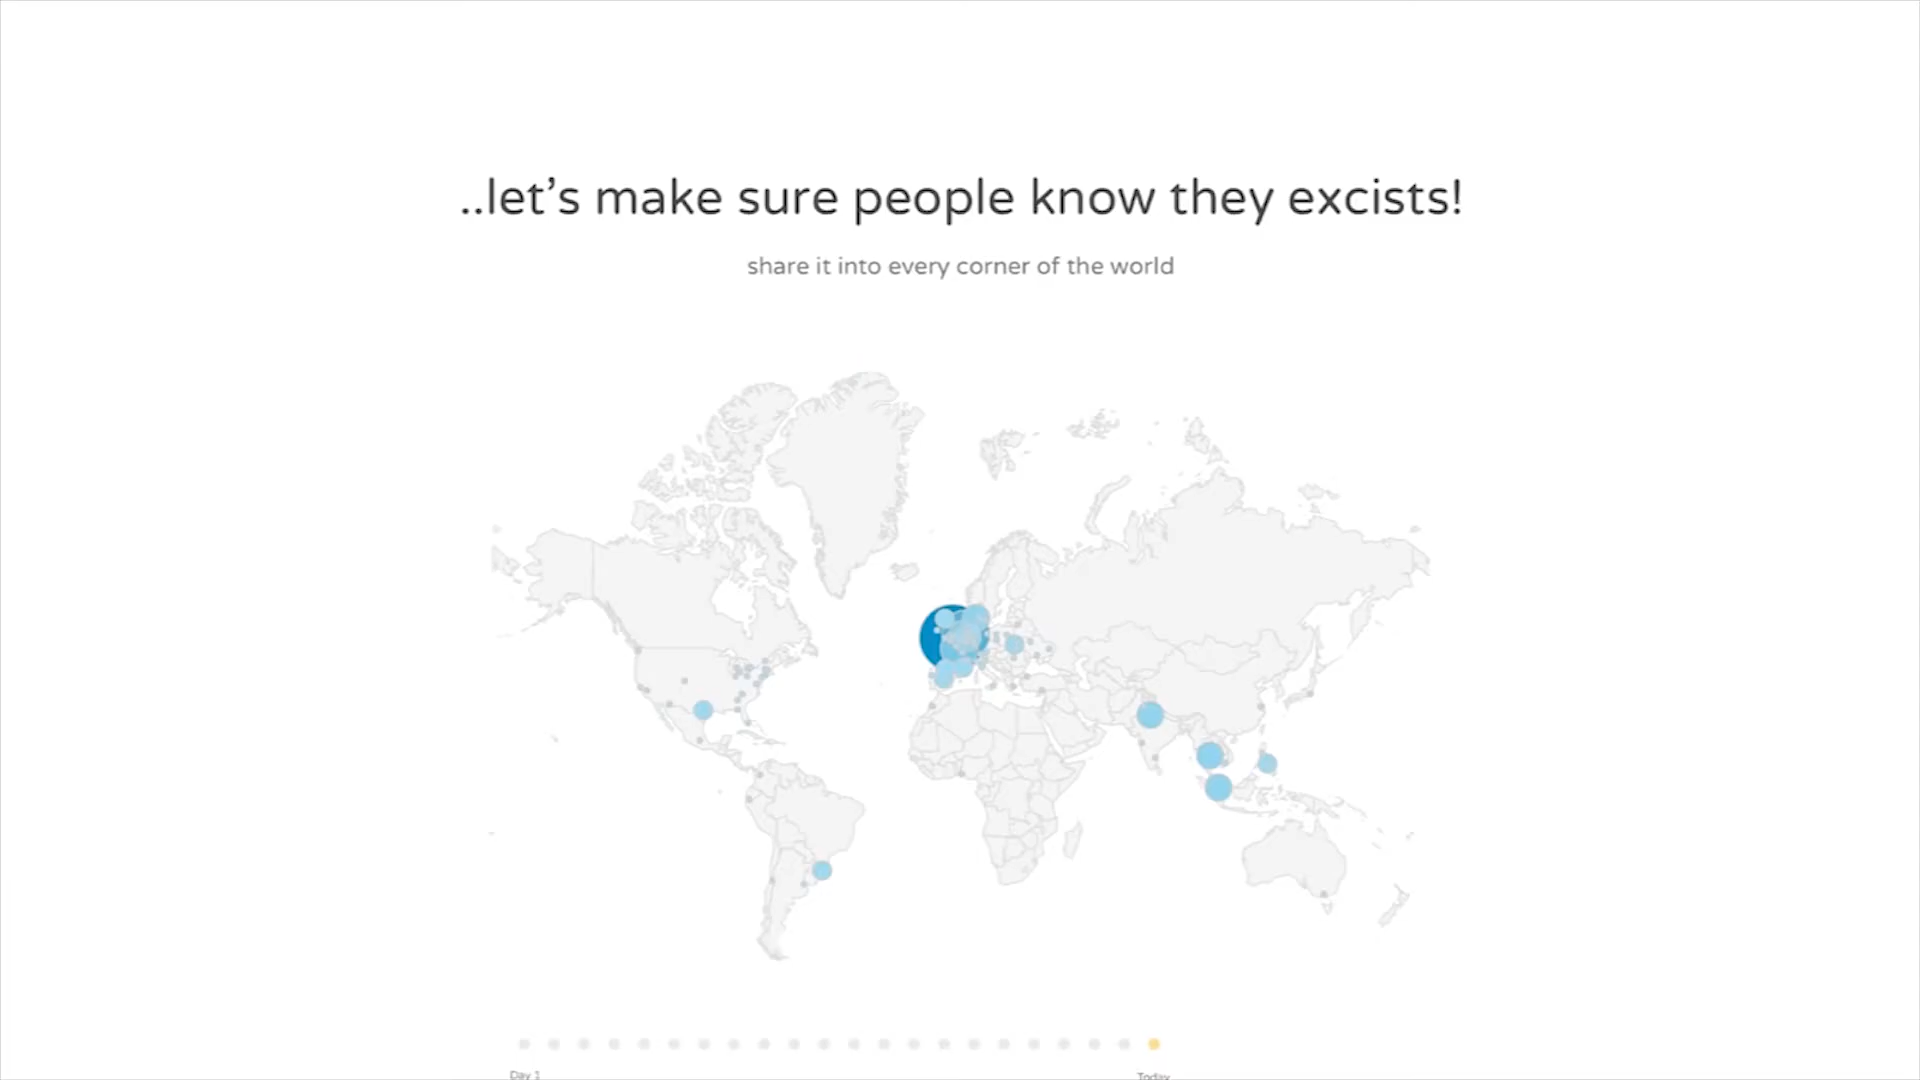 ..let’s make sure people know they excists!
share it into every corner of the world
Day 1
Today